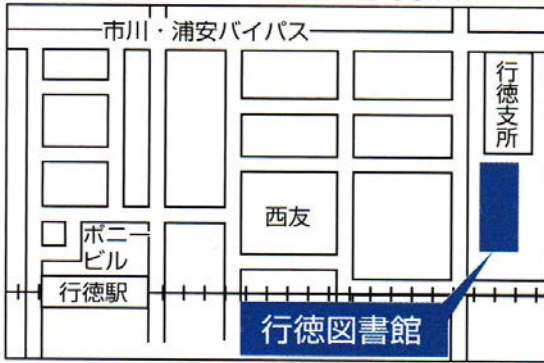 市川・浦安バイパス
行徳支所
西友
ポニー
ビル
行徳駅
行徳図書館